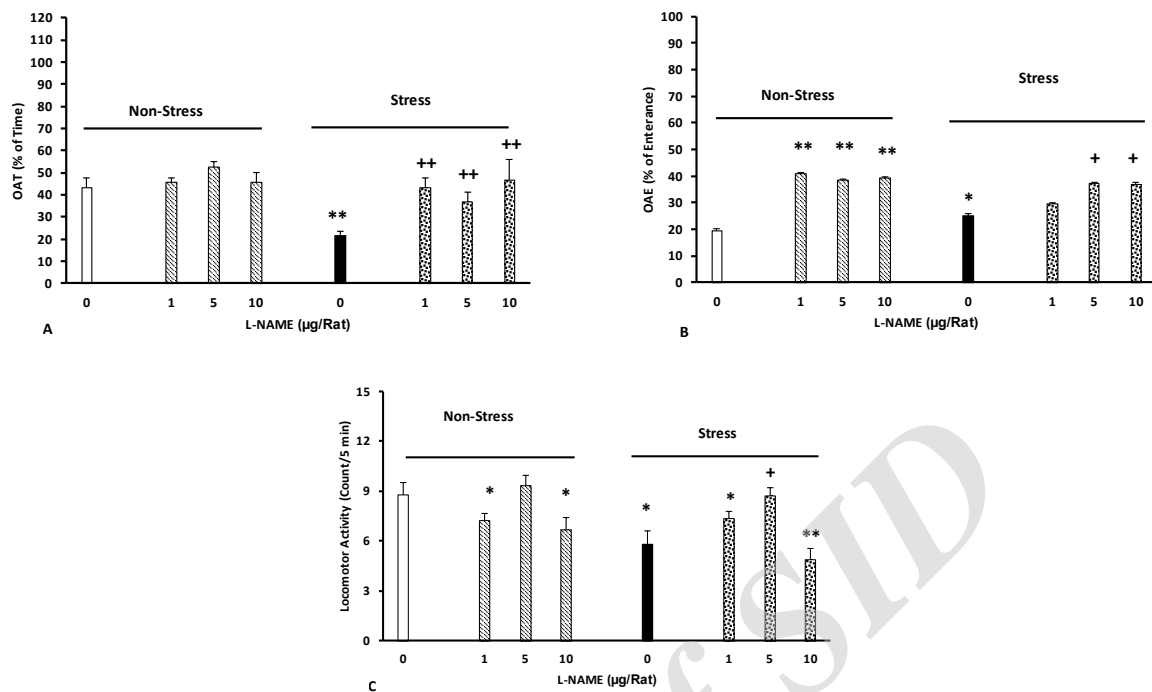 120
110
100
90
80
70
60
50
40
30
20
10
0
OAT (% of Time)
Non-Stress
Stress
**
++
++
++
0 1 5 10 0 1 5 10
L-NAME (µg/Rat)
A
100
90
80
70
60
50
40
30
20
10
0
OAE (% of Enterance)
Non-Stress
Stress
** ** **
*
+ +
0 1 5 10 0 1 5 10
L-NAME (µg/Rat)
B
15
12
9
6
3
0
Locomotor Activity (Count/5 min)
Non-Stress
Stress
* *
*
*
+
**
0 1 5 10 0 1 5 10
L-NAME (µg/Rat)
C
of SID